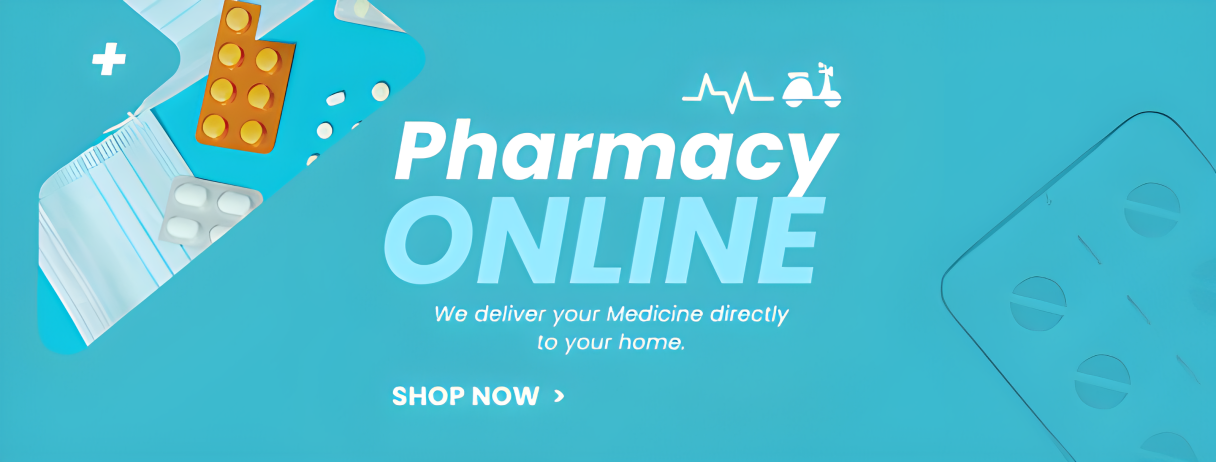 Pharmacy
ONLINE
We deliver your Medicine directly
to your home.
SHOP NOW >